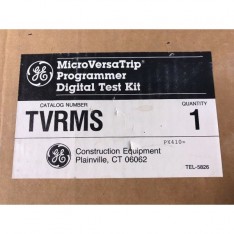 MicroVersaTrip®
Programmer
Digital Test Kit
CATALOG NUMBER
QUANTITY
TVRMS
1
Construction Equipment
Plainville, CT 06062
TEL-5826